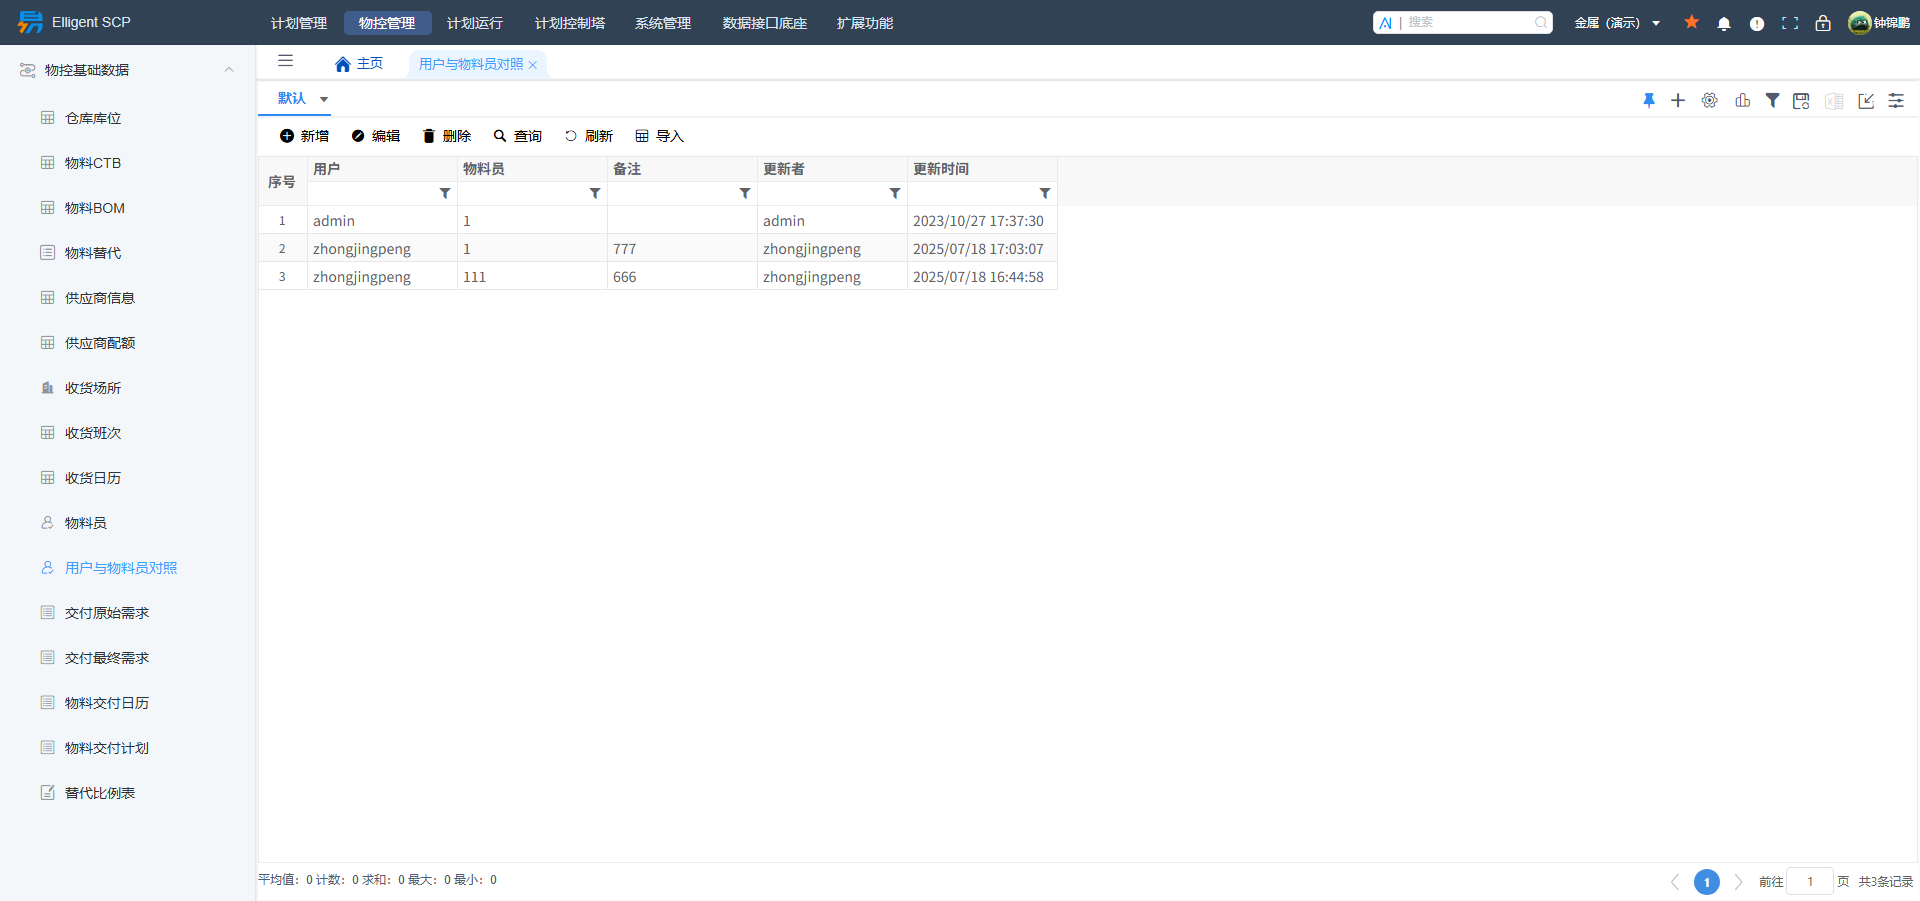 Elligent SCP
计划管理 物控管理 计划运行 计划控制塔 系统管理 数据接口底座 扩展功能
搜索
金属（演示）
钟锦鹏
物控基础数据
仓库库位
物料CTB
物料BOM
物料替代
供应商信息
供应商配额
收货场所
收货班次
收货日历
物料员
用户与物料员对照
交付原始需求
交付最终需求
物料交付日历
物料交付计划
替代比例表
主页 用户与物料员对照
默认
新增 编辑 删除 查询 刷新 导入
序号 用户 物料员 备注 更新者 更新时间
1 admin 1 admin 2023/10/27 17:37:30
2 zhongjingpeng 1 777 zhongjingpeng 2025/07/18 17:03:07
3 zhongjingpeng 111 666 zhongjingpeng 2025/07/18 16:44:58
平均值：0 计数：0 求和：0 最大：0 最小：0
1 前往 1 页 共3条记录